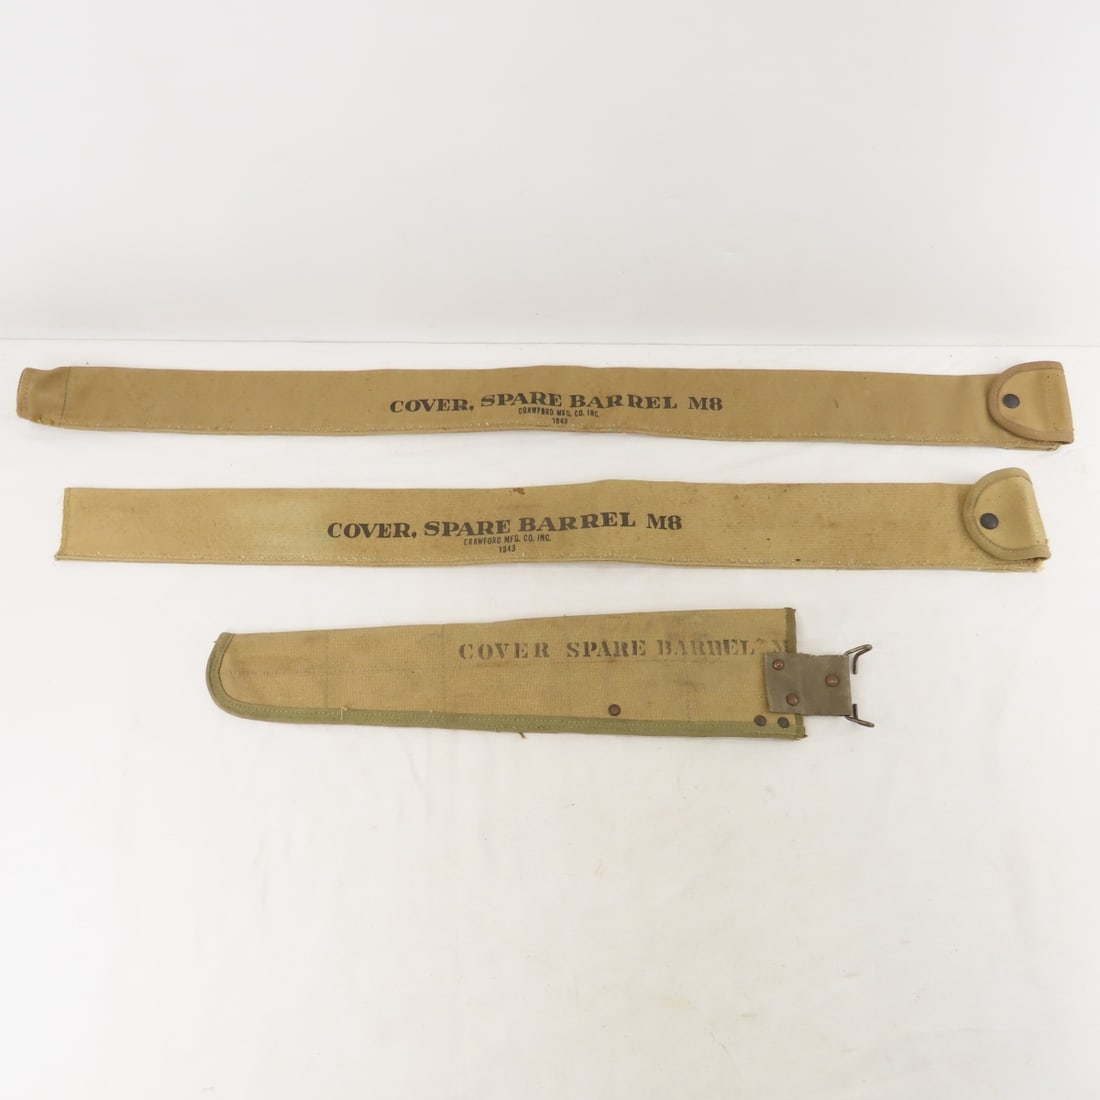 COVER, SPARE BARREL M8
CRAWFORD MFG. CO. INC.
1943
COVER, SPARE BARREL M8
CRAWFORD MFG. CO. INC.
1943
COVER SPARE BARREL